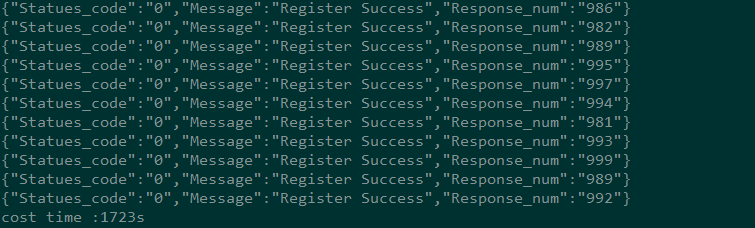 {"Statues_code":"0","Message":"Register Success","Response_num":"986"}
{"Statues_code":"0","Message":"Register Success","Response_num":"982"}
{"Statues_code":"0","Message":"Register Success","Response_num":"989"}
{"Statues_code":"0","Message":"Register Success","Response_num":"995"}
{"Statues_code":"0","Message":"Register Success","Response_num":"997"}
{"Statues_code":"0","Message":"Register Success","Response_num":"994"}
{"Statues_code":"0","Message":"Register Success","Response_num":"981"}
{"Statues_code":"0","Message":"Register Success","Response_num":"993"}
{"Statues_code":"0","Message":"Register Success","Response_num":"999"}
{"Statues_code":"0","Message":"Register Success","Response_num":"989"}
{"Statues_code":"0","Message":"Register Success","Response_num":"992"}
cost time :1723s